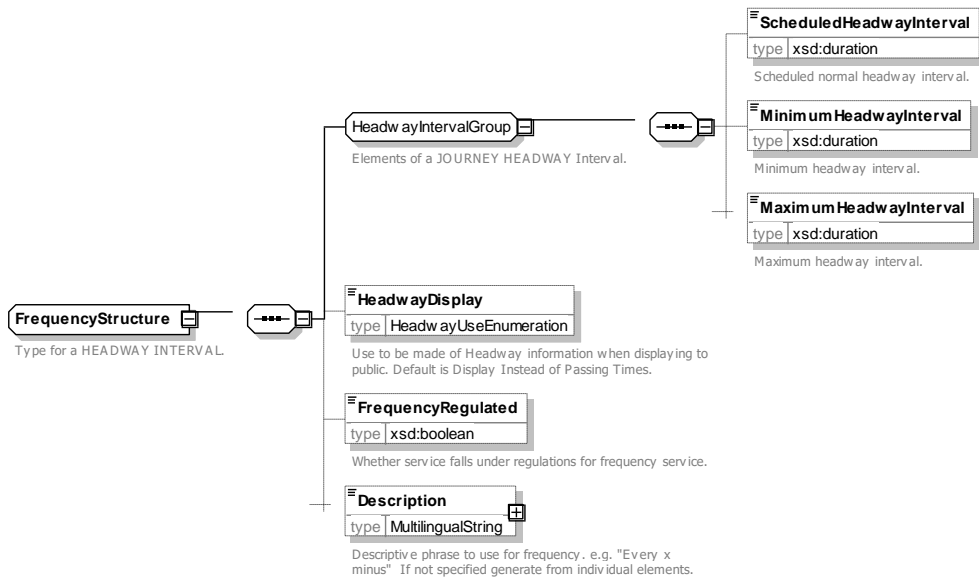 ScheduledHeadwayInterval
type xsd:duration
Scheduled normal headway interval.
HeadwayIntervalGroup
Elements of a JOURNEY HEADWAY Interval.
MinimumHeadwayInterval
type xsd:duration
Minimum headway interval.
MaximumHeadwayInterval
type xsd:duration
Maximum headway interval.
FrequencyStructure
Type for a HEADWAY INTERVAL.
HeadwayDisplay
type HeadwayUseEnumeration
Use to be made of Headway information when displaying to
public. Default is Display Instead of Passing Times.
FrequencyRegulated
type xsd:boolean
Whether service falls under regulations for frequency service.
Description
type MultilingualString
Descriptive phrase to use for frequency. e.g. "Every x
minus" If not specified generate from individual elements.